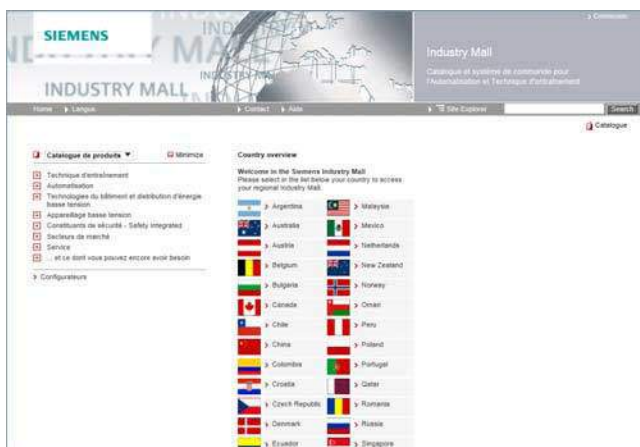 SIEMENS
INDUSTRY MALL
Connexion
Industry Mall
Catalogue et système de commande pour
l'Automatisation et Technique d'entraînement
Home Langue Contact Aide Site Explorer Search
Catalogue
Catalogue de produits Minimize
Technique d'entraînement
Automatisation
Technologies du bâtiment et distribution d'énergie
basse tension
Appareillage basse tension
Constituants de sécurité - Safety Integrated
Secteurs de marché
Service
... et ce dont vous pouvez encore avoir besoin
Configurateurs
Country overview
Welcome in the Siemens Industry Mall
Please select in the list below your country to access
your regional Industry Mall.
Argentina Malaysia
Australia Mexico
Austria Netherlands
Belgium New Zealand
Bulgaria Norway
Canada Oman
Chile Peru
China Poland
Colombia Portugal
Croatia Qatar
Czech Republic Romania
Denmark Russia
Ecuador Singapore